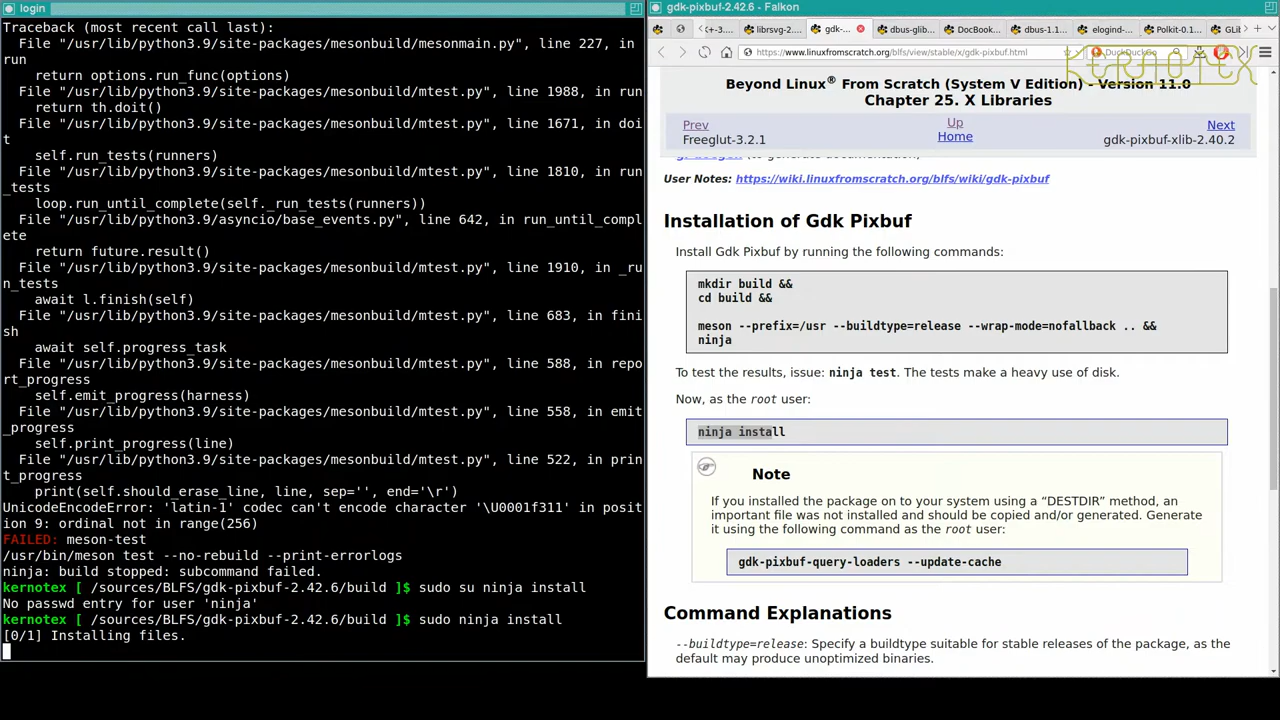 login
Traceback (most recent call last):
File "/usr/lib/python3.9/site-packages/mesonbuild/mesonmain.py", line 227, in
run
return options.run_func(options)
File "/usr/lib/python3.9/site-packages/mesonbuild/mtest.py", line 1988, in run
return th.doit()
File "/usr/lib/python3.9/site-packages/mesonbuild/mtest.py", line 1671, in doi
t
self.run_tests(runners)
File "/usr/lib/python3.9/site-packages/mesonbuild/mtest.py", line 1810, in run
_tests
loop.run_until_complete(self._run_tests(runners))
File "/usr/lib/python3.9/asyncio/base_events.py", line 642, in run_until_compl
ete
return future.result()
File "/usr/lib/python3.9/site-packages/mesonbuild/mtest.py", line 1910, in _ru
n_tests
await l.finish(self)
File "/usr/lib/python3.9/site-packages/mesonbuild/mtest.py", line 683, in fini
sh
await self.progress_task
File "/usr/lib/python3.9/site-packages/mesonbuild/mtest.py", line 588, in repo
rt_progress
self.emit_progress(harness)
File "/usr/lib/python3.9/site-packages/mesonbuild/mtest.py", line 558, in emit
_progress
self.print_progress(line)
File "/usr/lib/python3.9/site-packages/mesonbuild/mtest.py", line 522, in prin
t_progress
print(self.should_erase_line, line, sep='', end='\r')
UnicodeEncodeError: 'latin-1' codec can't encode character '\U0001f311' in posit
ion 9: ordinal not in range(256)
FAILED: meson-test
/usr/bin/meson test --no-rebuild --print-errorlogs
ninja: build stopped: subcommand failed.
kernotex [ /sources/BLFS/gdk-pixbuf-2.42.6/build ]$ sudo su ninja install
No passwd entry for user 'ninja'
kernotex [ /sources/BLFS/gdk-pixbuf-2.42.6/build ]$ sudo ninja install
[0/1] Installing files.
gdk-pixbuf-2.42.6 - Falkon
(+-3... librsvg-2... gdk-... dbus-glib... DocBook... dbus-1.1... elogind-... Polkit-0.1... GLi
https://www.linuxfromscratch.org/blfs/view/stable/x/gdk-pixbuf.html
DuckDuckGo
KERNOTEX
Beyond Linux® From Scratch (System V Edition) - Version 11.0
Chapter 25. X Libraries
Prev Up Next
Freeglut-3.2.1 Home gdk-pixbuf-xlib-2.40.2
(to generate documentation)
User Notes: https://wiki.linuxfromscratch.org/blfs/wiki/gdk-pixbuf
Installation of Gdk Pixbuf
Install Gdk Pixbuf by running the following commands:
mkdir build &&
cd build &&
meson --prefix=/usr --buildtype=release --wrap-mode=nofallback .. &&
ninja
To test the results, issue: ninja test. The tests make a heavy use of disk.
Now, as the root user:
ninja install
Note
If you installed the package on to your system using a “DESTDIR” method, an
important file was not installed and should be copied and/or generated. Generate
it using the following command as the root user:
gdk-pixbuf-query-loaders --update-cache
Command Explanations
--buildtype=release: Specify a buildtype suitable for stable releases of the package, as the
default may produce unoptimized binaries.